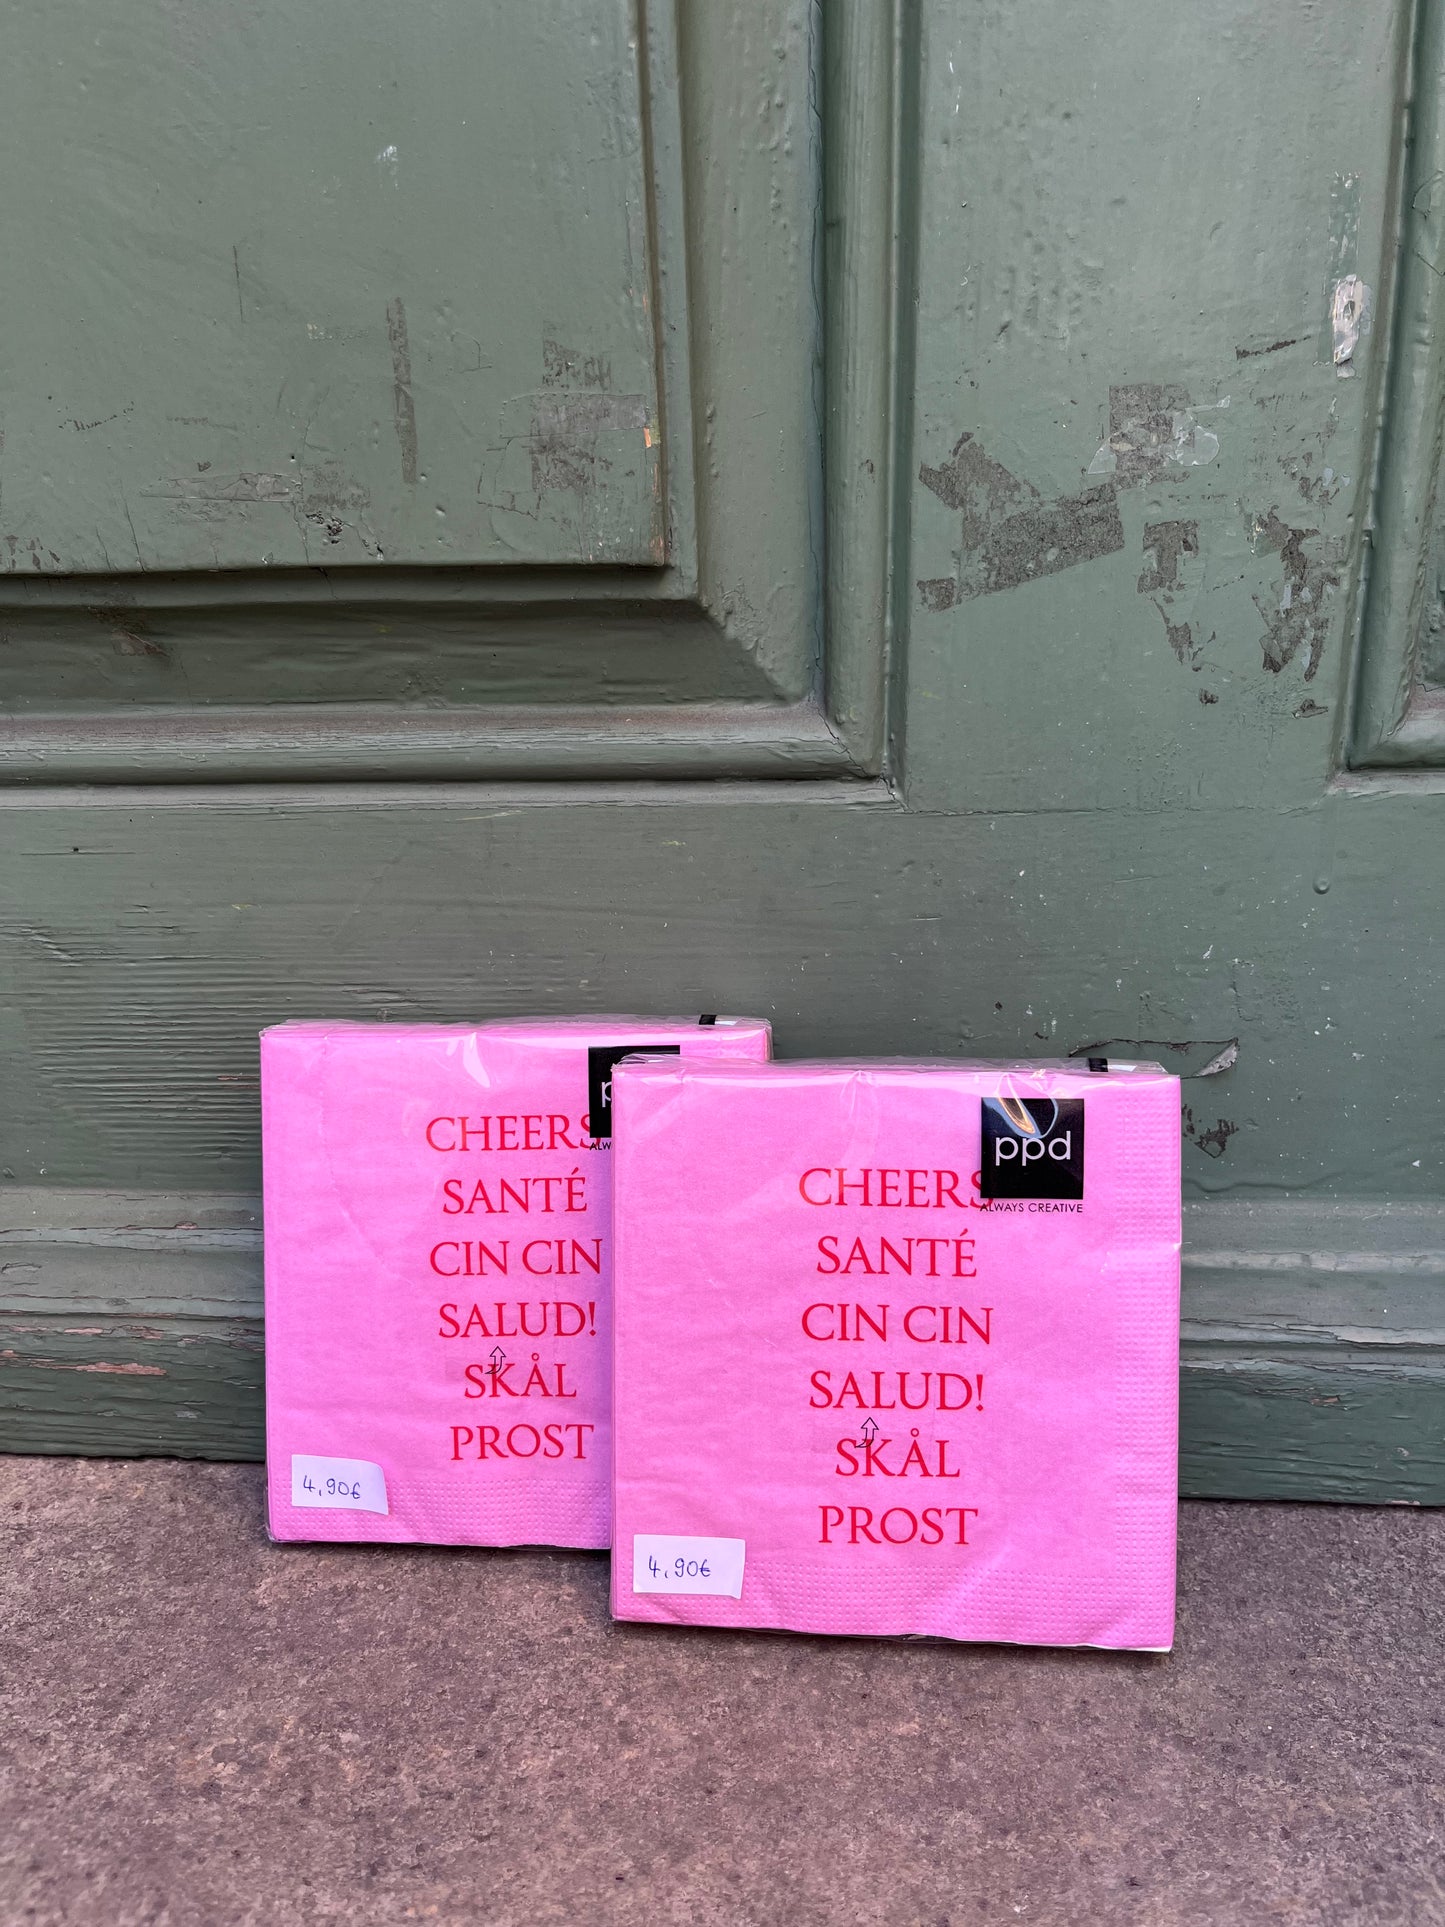 CHEERS
SANTÉ
CIN CIN
SALUD!
SKÅL
PROST
4,90€
ppd
ALWAYS CREATIVE
CHEERS
SANTÉ
CIN CIN
SALUD!
SKÅL
PROST
4,90€